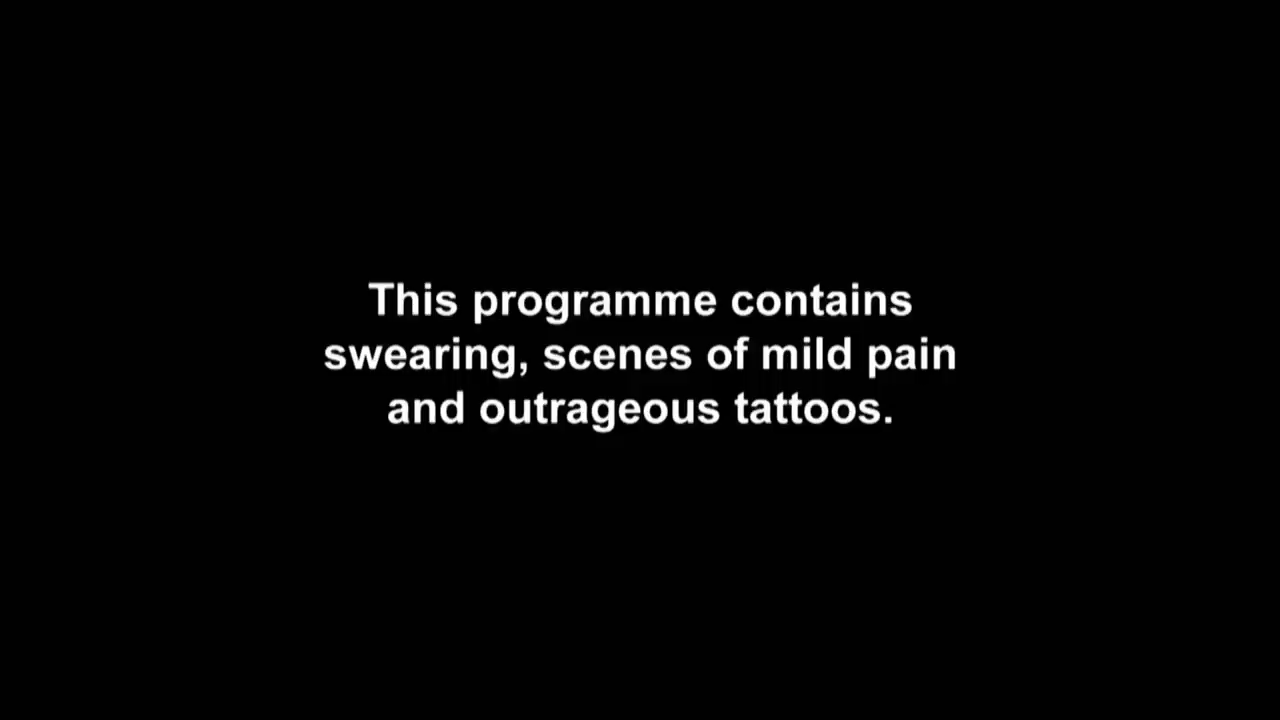 This programme contains
swearing, scenes of mild pain
and outrageous tattoos.